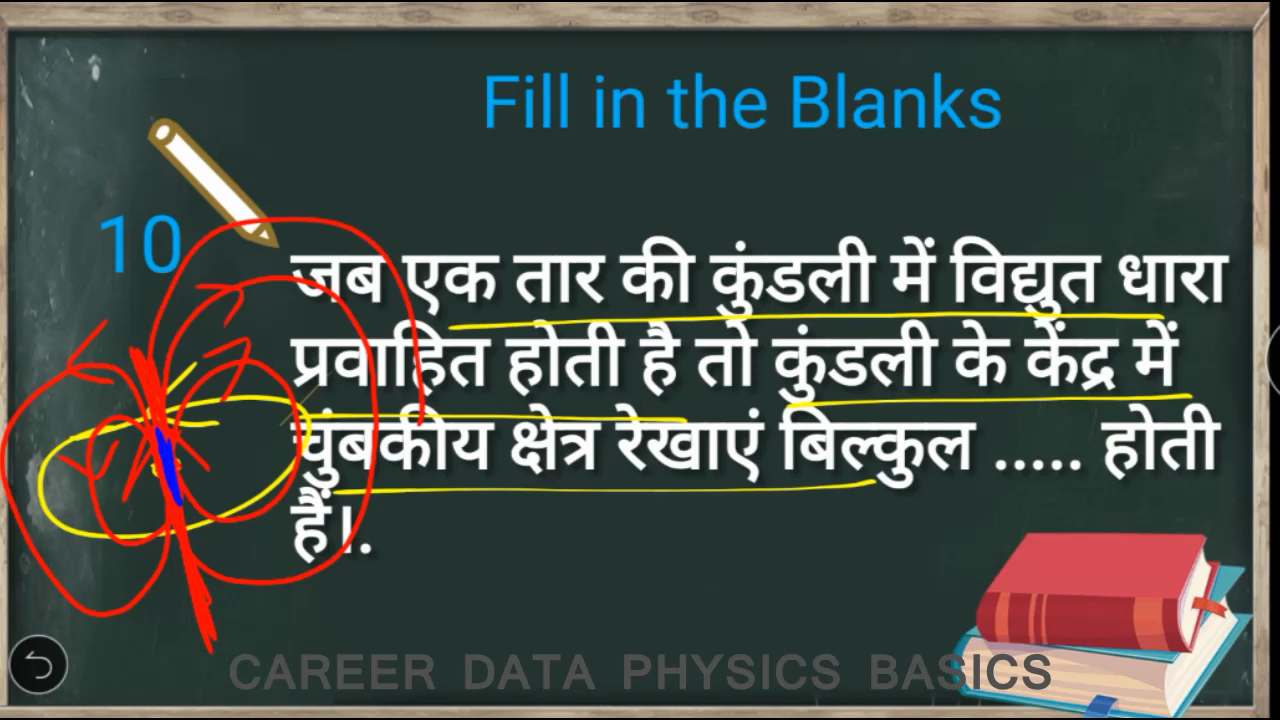 Fill in the Blanks
10
जब एक तार की कुंडली में विद्युत धारा
प्रवाहित होती है तो कुंडली के केंद्र में
चुंबकीय क्षेत्र रेखाएं बिल्कुल ..... होती
हैं।.
CAREER DATA PHYSICS BASICS